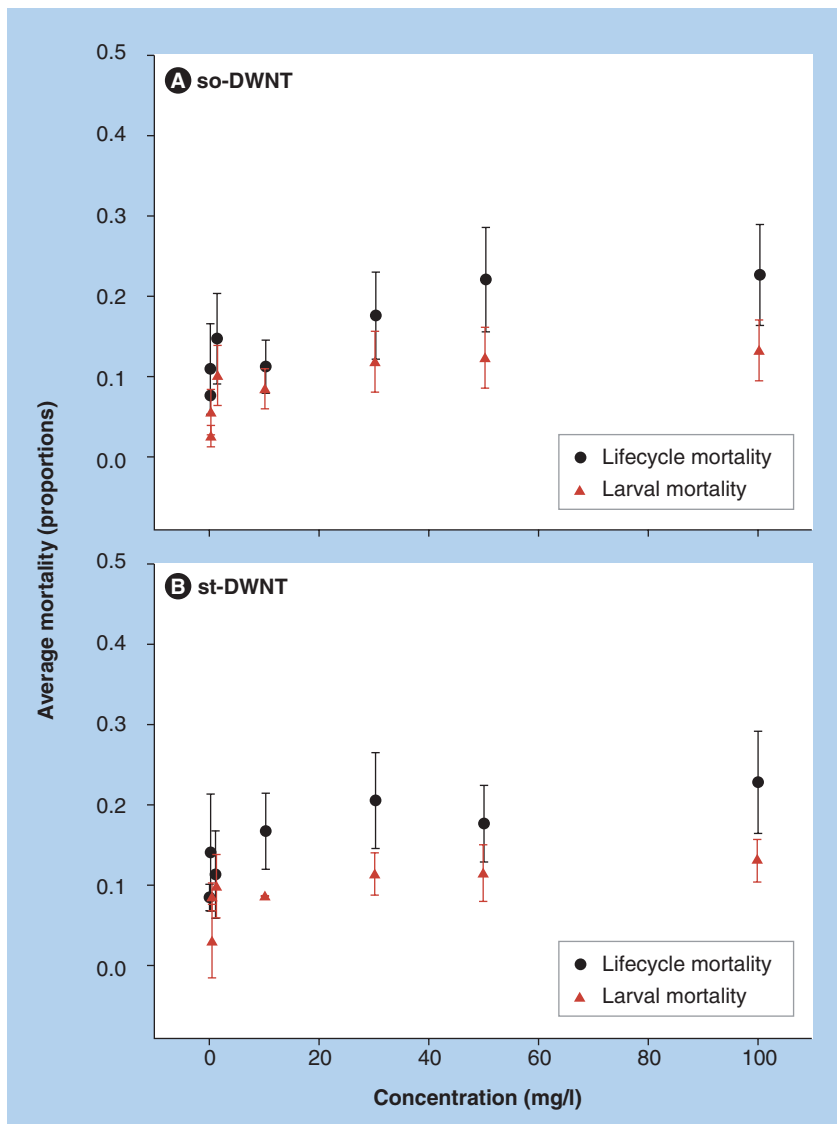 0.5
A so-DWNT
0.4
0.3
0.2
0.1
0.0
Lifecycle mortality
Larval mortality
Average mortality (proportions)
0.5
B st-DWNT
0.4
0.3
0.2
0.1
0.0
Lifecycle mortality
Larval mortality
0 20 40 60 80 100
Concentration (mg/l)